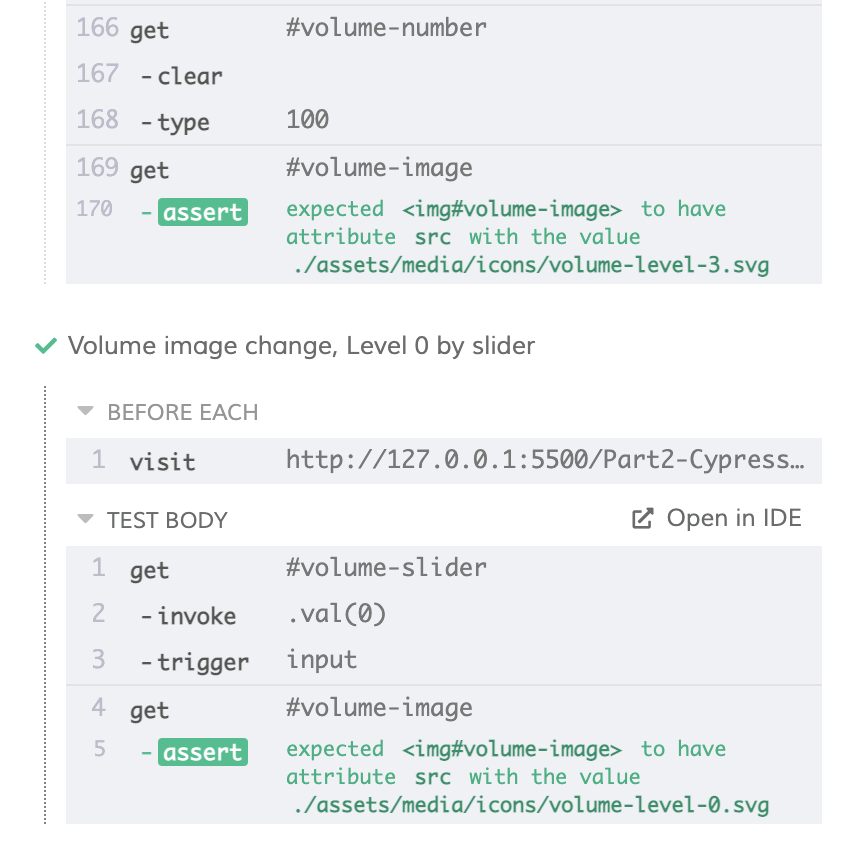 166 get #volume-number
167 -clear
168 -type 100
169 get #volume-image
170 -assert expected <img#volume-image> to have
attribute src with the value
./assets/media/icons/volume-level-3.svg
Volume image change, Level 0 by slider
BEFORE EACH
1 visit http://127.0.0.1:5500/Part2-Cypress…
TEST BODY Open in IDE
1 get #volume-slider
2 -invoke .val(0)
3 -trigger input
4 get #volume-image
5 -assert expected <img#volume-image> to have
attribute src with the value
./assets/media/icons/volume-level-0.svg